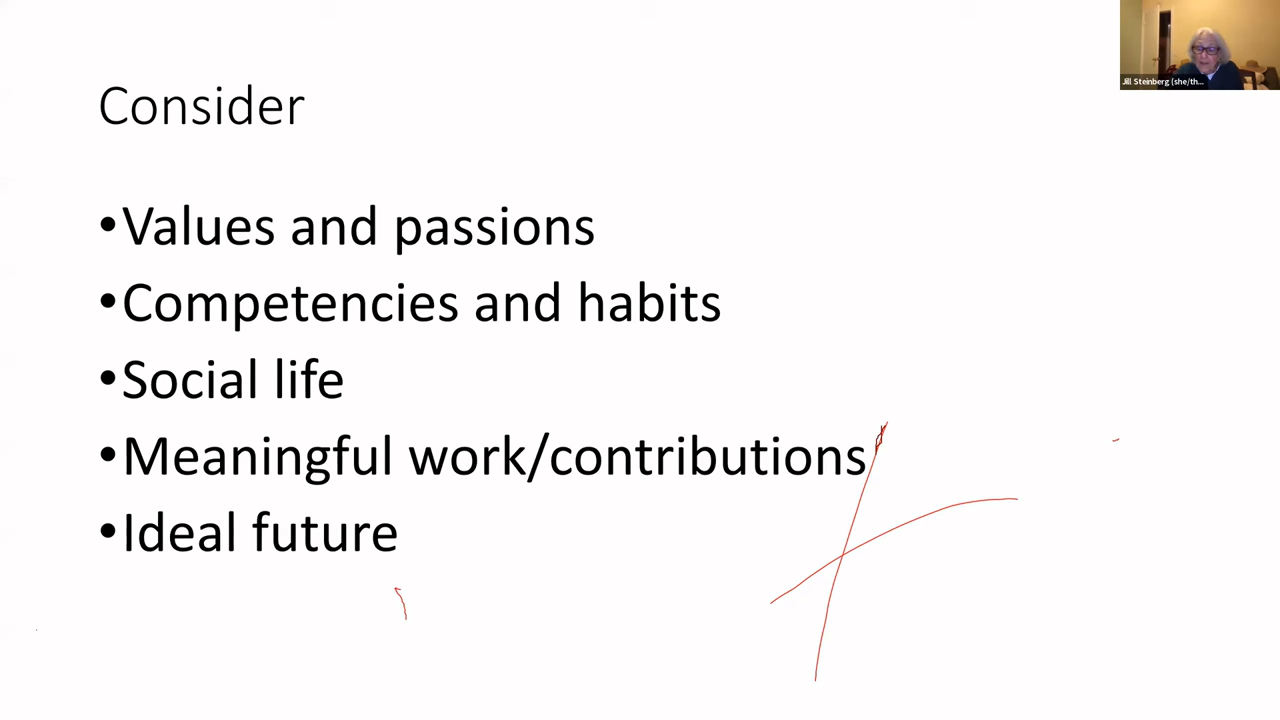 Consider
•Values and passions
•Competencies and habits
•Social life
•Meaningful work/contributions
•Ideal future
Jill Steinberg (she/th...